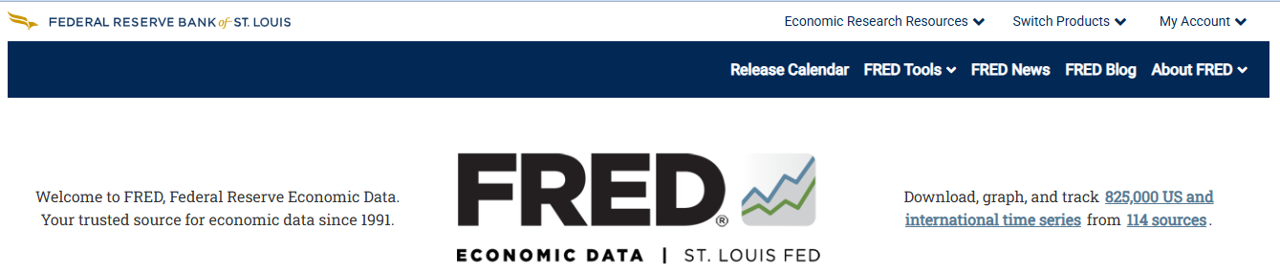 FEDERAL RESERVE BANK of ST. LOUIS
Economic Research Resources Switch Products My Account
Release Calendar FRED Tools FRED News FRED Blog About FRED
Welcome to FRED, Federal Reserve Economic Data.
Your trusted source for economic data since 1991.
FRED®
ECONOMIC DATA | ST. LOUIS FED
Download, graph, and track 825,000 US and
international time series from 114 sources.